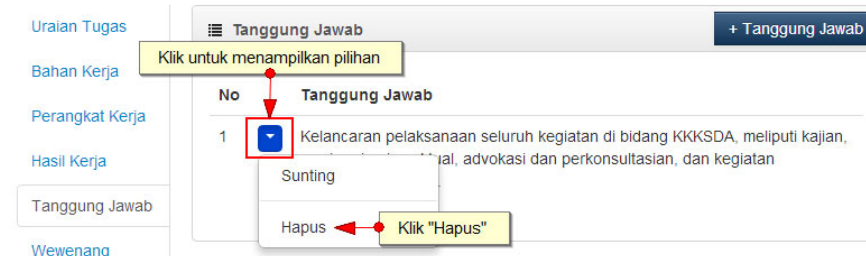 Uraian Tugas
Bahan Kerja
Perangkat Kerja
Hasil Kerja
Tanggung Jawab
Wewenang
Tanggung Jawab
+ Tanggung Jawab
Klik untuk menampilkan pilihan
No Tanggung Jawab
1 Kelancaran pelaksanaan seluruh kegiatan di bidang KKKSDA, meliputi kajian,
advokasi dan perkonsultasian, dan kegiatan
Sunting
Hapus
Klik "Hapus"